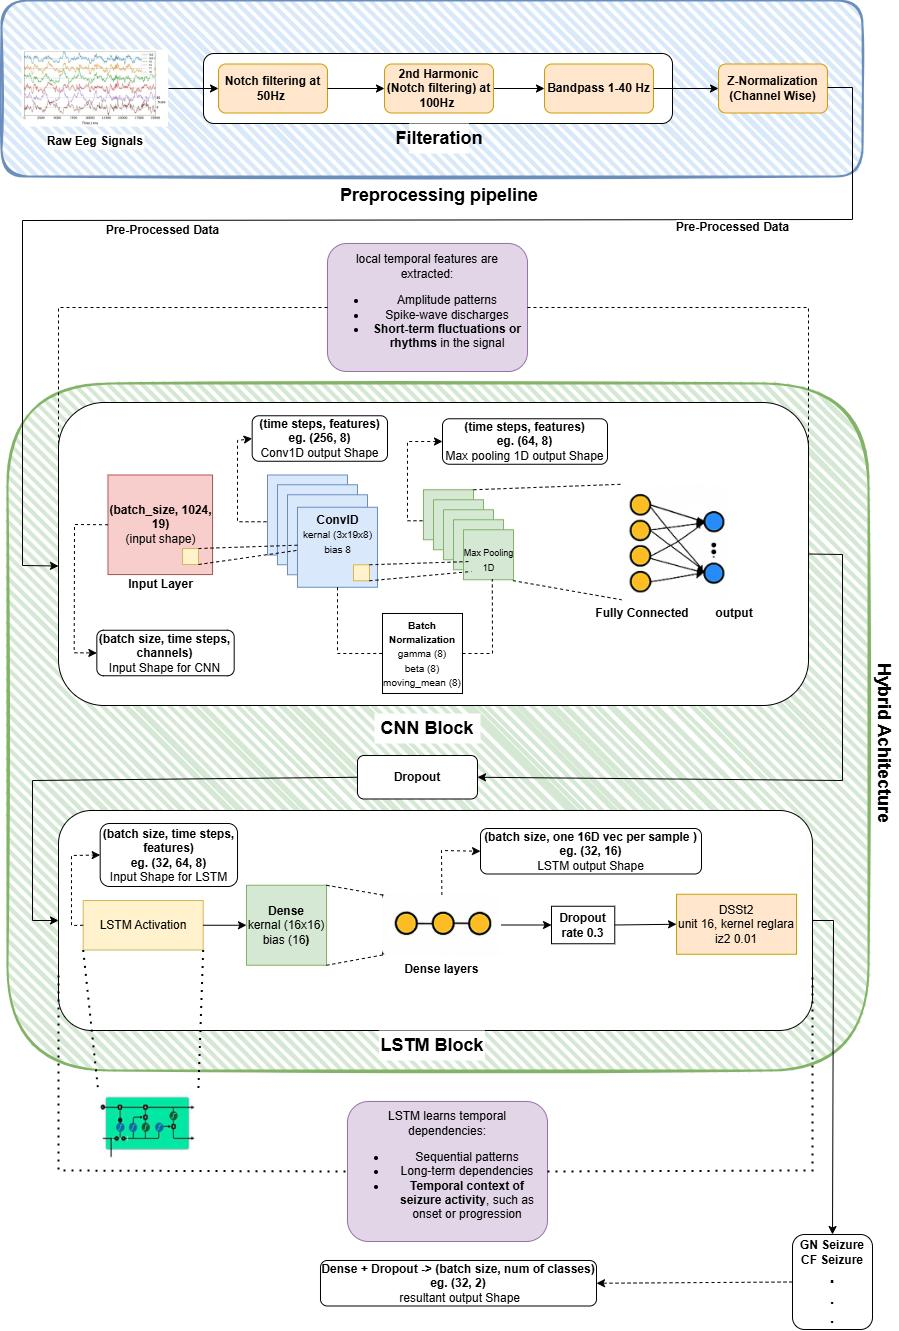 Raw Eeg Signals
Notch filtering at
50Hz
2nd Harmonic
(Notch filtering) at
100Hz
Bandpass 1-40 Hz
Z-Normalization
(Channel Wise)
Filteration
Preprocessing pipeline
Pre-Processed Data
Pre-Processed Data
local temporal features are
extracted:
• Amplitude patterns
• Spike-wave discharges
• Short-term fluctuations or
rhythms in the signal
(time steps, features)
eg. (256, 8)
Conv1D output Shape
(time steps, features)
eg. (64, 8)
Max pooling 1D output Shape
(batch_size, 1024,
19)
(input shape)
Input Layer
ConvID
kernal (3x19x8)
bias 8
Max Pooling
1D
Fully Connected
output
(batch size, time steps,
channels)
Input Shape for CNN
Batch
Normalization
gamma (8)
beta (8)
moving_mean (8)
CNN Block
Hybrid Achitecture
Dropout
(batch size, time steps,
features)
eg. (32, 64, 8)
Input Shape for LSTM
(batch size, one 16D vec per sample )
eg. (32, 16)
LSTM output Shape
LSTM Activation
Dense
kernal (16x16)
bias (16)
Dense layers
Dropout
rate 0.3
DSSt2
unit 16, kernel reglara
iz2 0.01
LSTM Block
LSTM learns temporal
dependencies:
• Sequential patterns
• Long-term dependencies
• Temporal context of
seizure activity, such as
onset or progression
GN Seizure
CF Seizure
.
.
.
Dense + Dropout -> (batch size, num of classes)
eg. (32, 2)
resultant output Shape